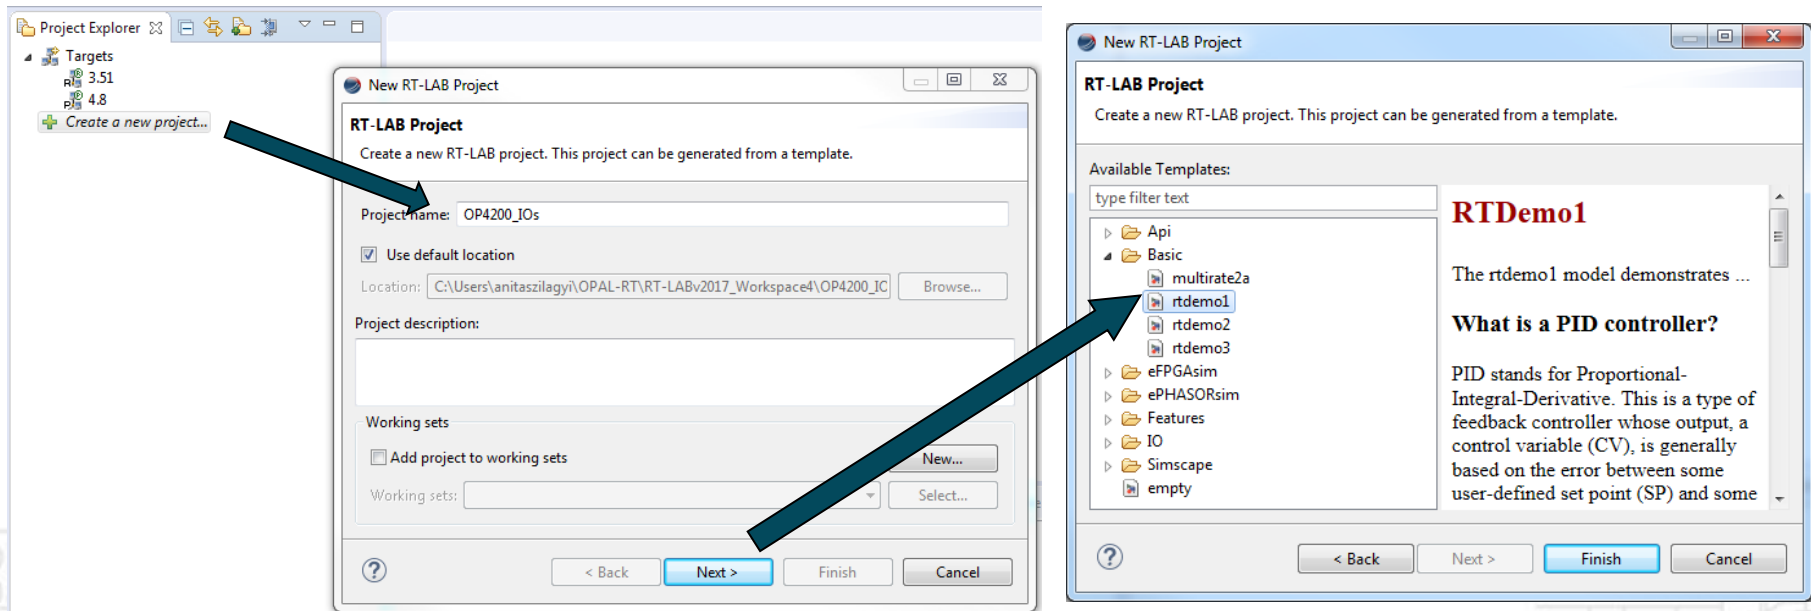 Project Explorer
Targets
3.51
4.8
Create a new project...
New RT-LAB Project
RT-LAB Project
Create a new RT-LAB project. This project can be generated from a template.
Project name: OP4200_IOs
Use default location
Location: C:\Users\anitaszilagyi\OPAL-RT\RT-LABv2017_Workspace4\OP4200_IC Browse...
Project description:
Working sets
Add project to working sets New...
Working sets: Select...
? < Back Next > Finish Cancel
New RT-LAB Project
RT-LAB Project
Create a new RT-LAB project. This project can be generated from a template.
Available Templates:
type filter text
Api
Basic
multirate2a
rtdemo1
rtdemo2
rtdemo3
eFPGAsim
ePHASORsim
Features
IO
Simscape
empty
RTDemo1
The rtdemo1 model demonstrates ...
What is a PID controller?
PID stands for Proportional-
Integral-Derivative. This is a type of
feedback controller whose output, a
control variable (CV), is generally
based on the error between some
user-defined set point (SP) and some
? < Back Next > Finish Cancel